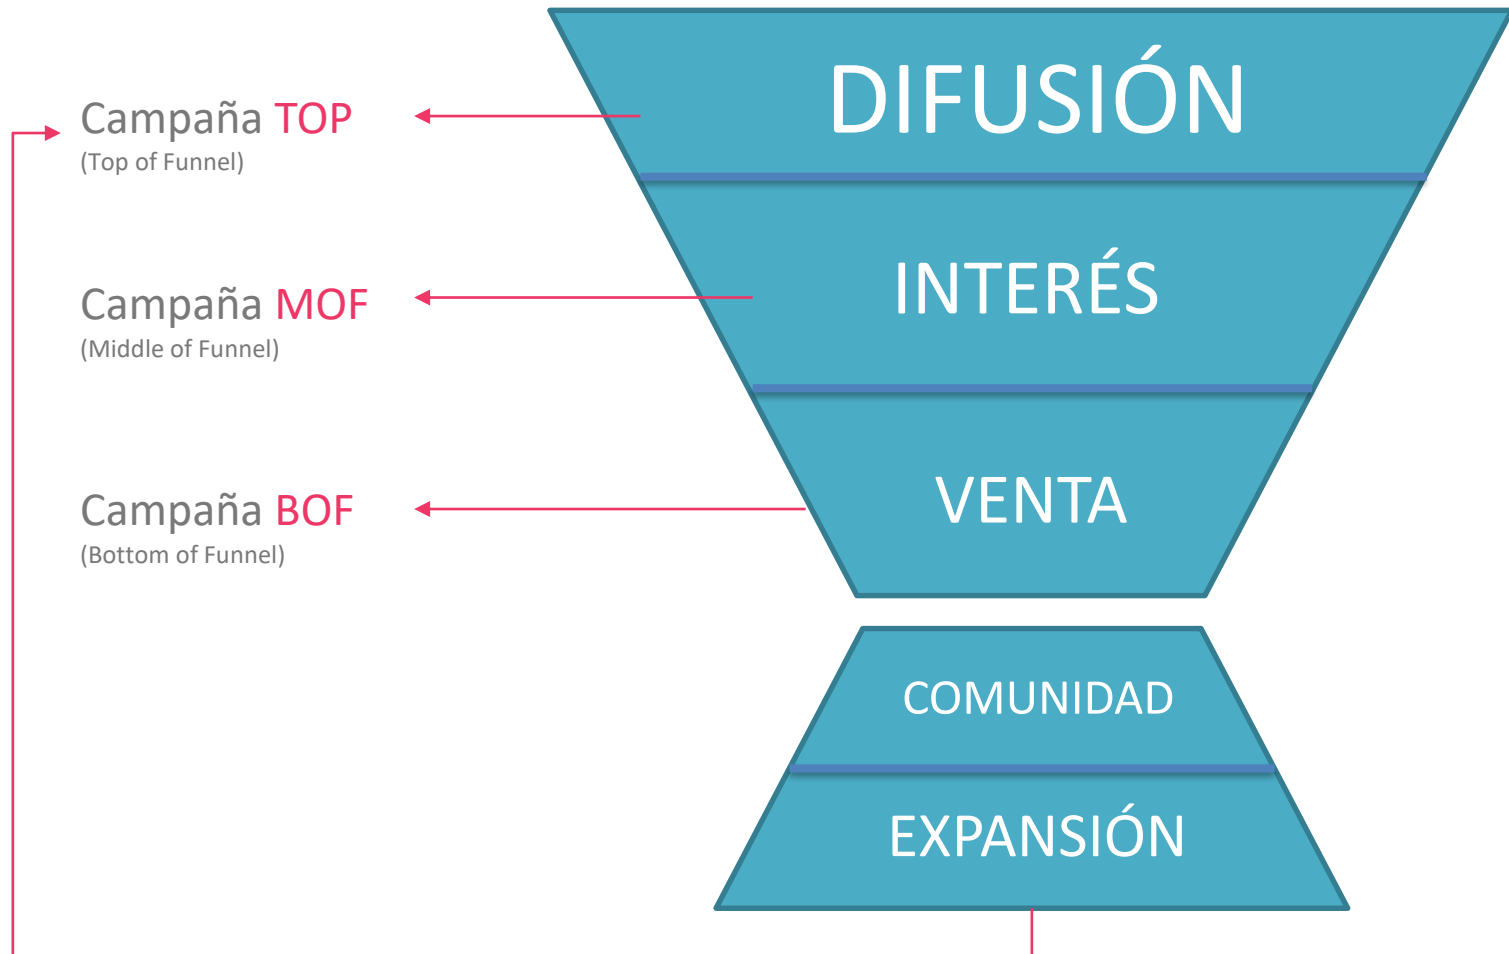 DIFUSIÓN
Campaña TOP
(Top of Funnel)
INTERÉS
Campaña MOF
(Middle of Funnel)
VENTA
Campaña BOF
(Bottom of Funnel)
COMUNIDAD
EXPANSIÓN